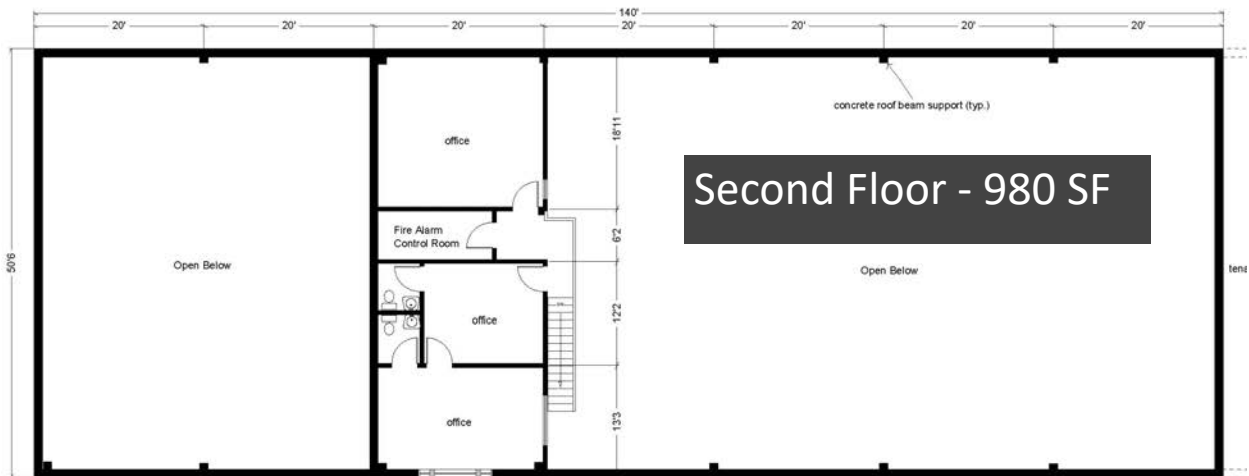 140'
20' 20' 20' 20' 20' 20' 20'
concrete roof beam support (typ.)
18'11
office
Second Floor - 980 SF
Fire Alarm
Control Room
6'2
50'6
Open Below
Open Below
tena
office
12'2
office
13'3